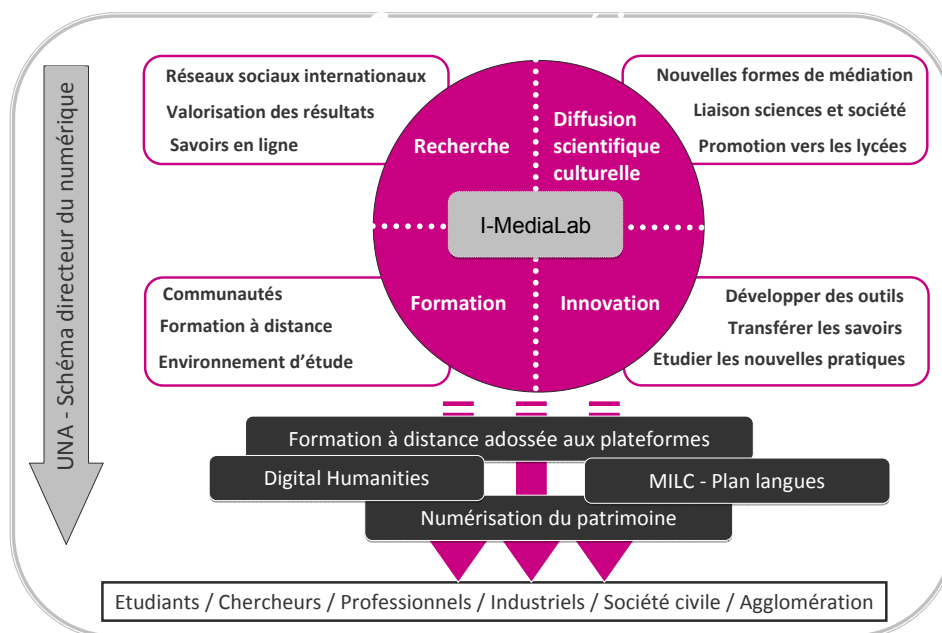 UNA - Schéma directeur du numérique
Réseaux sociaux internationaux
Valorisation des résultats
Savoirs en ligne
Recherche
Diffusion
scientifique
culturelle
Nouvelles formes de médiation
Liaison sciences et société
Promotion vers les lycées
I-MediaLab
Communautés
Formation à distance
Environnement d'étude
Formation
Innovation
Développer des outils
Transférer les savoirs
Etudier les nouvelles pratiques
Formation à distance adossée aux plateformes
Digital Humanities
MILC - Plan langues
Numérisation du patrimoine
Etudiants / Chercheurs / Professionnels / Industriels / Société civile / Agglomération